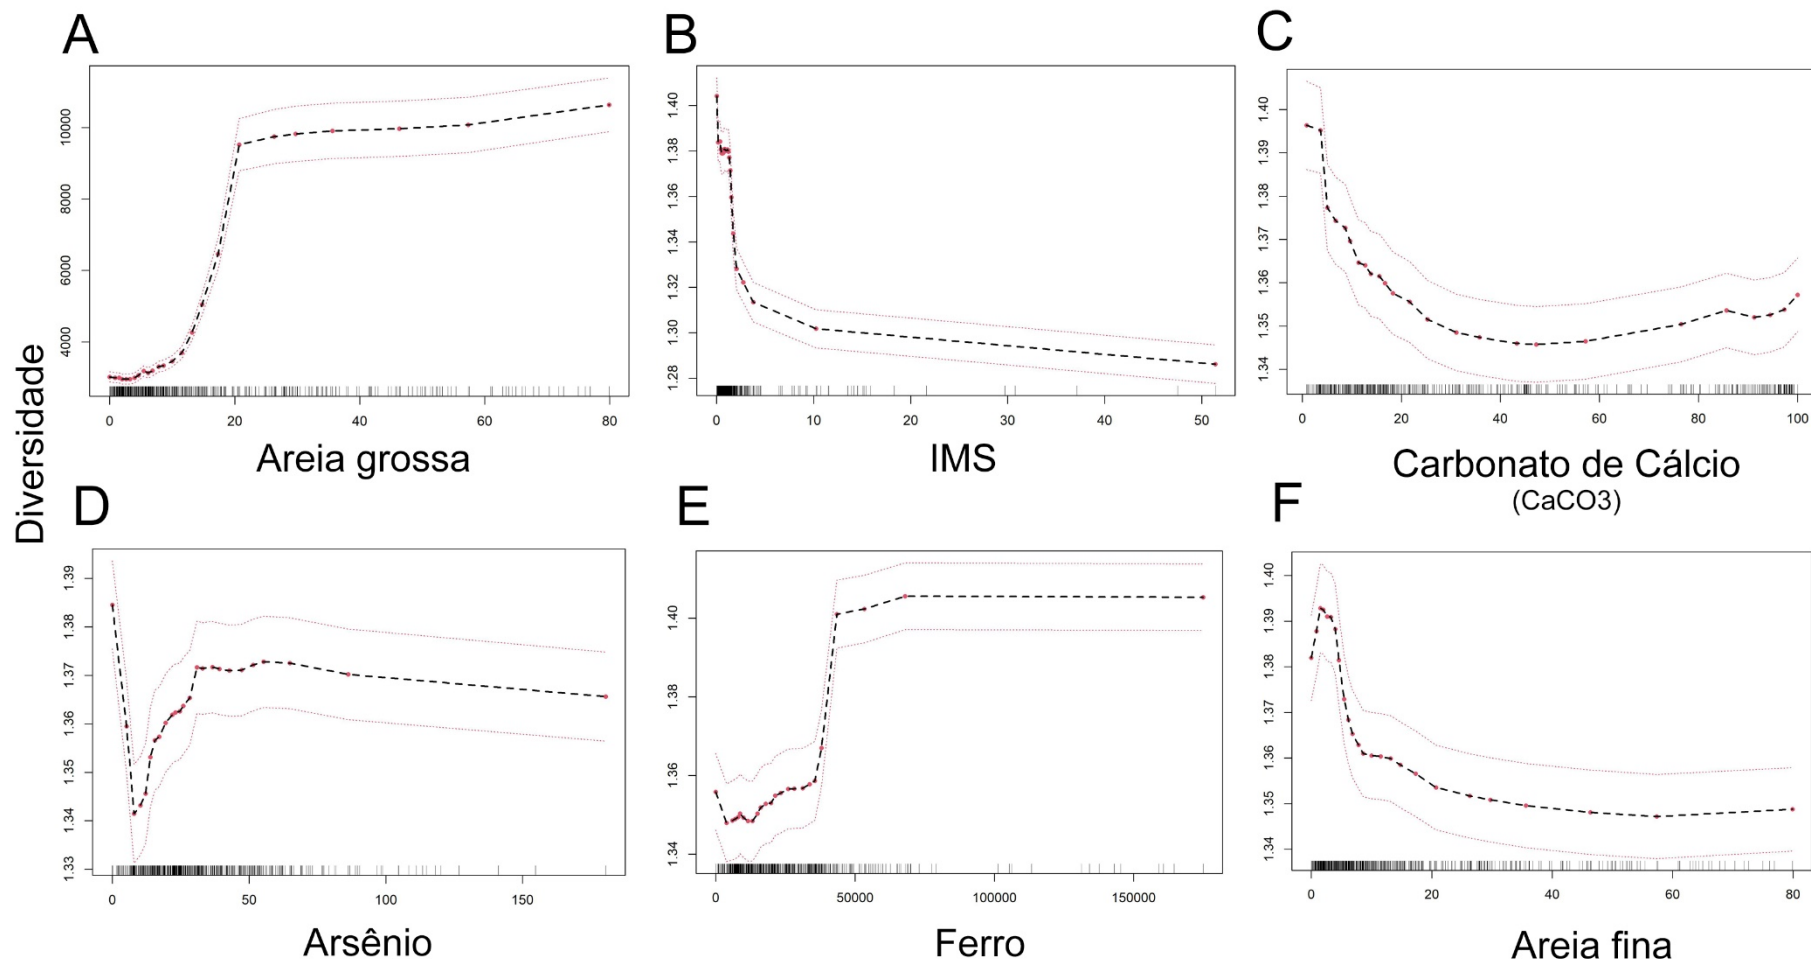 A
B
C
Diversidade
10000
8000
6000
4000
0 20 40 60 80
Areia grossa
1.40
1.38
1.36
1.34
1.32
1.30
1.28
0 10 20 30 40 50
IMS
1.40
1.39
1.38
1.37
1.36
1.35
1.34
0 20 40 60 80 100
Carbonato de Cálcio
(CaCO3)
D
E
F
1.39
1.38
1.37
1.36
1.35
1.34
1.33
0 50 100 150
Arsênio
1.40
1.38
1.36
1.34
0 50000 100000 150000
Ferro
1.40
1.39
1.38
1.37
1.36
1.35
1.34
0 20 40 60 80
Areia fina